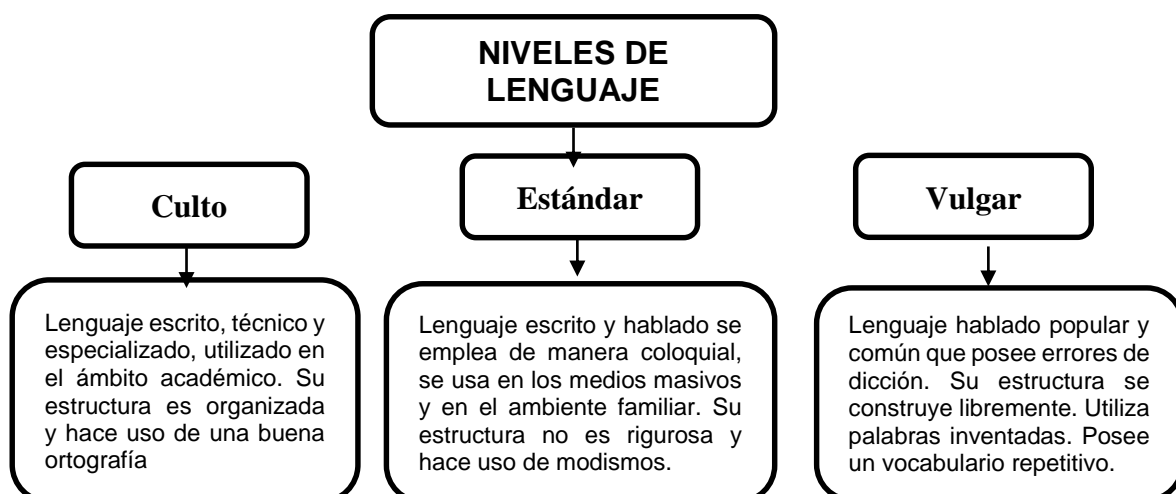 NIVELES DE
LENGUAJE
Culto
Estándar
Vulgar
Lenguaje escrito, técnico y
especializado, utilizado en
el ámbito académico. Su
estructura es organizada
y hace uso de una buena
ortografía
Lenguaje escrito y hablado se
emplea de manera coloquial,
se usa en los medios masivos
y en el ambiente familiar. Su
estructura no es rigurosa y
hace uso de modismos.
Lenguaje hablado popular y
común que posee errores de
dicción. Su estructura se
construye libremente. Utiliza
palabras inventadas. Posee
un vocabulario repetitivo.